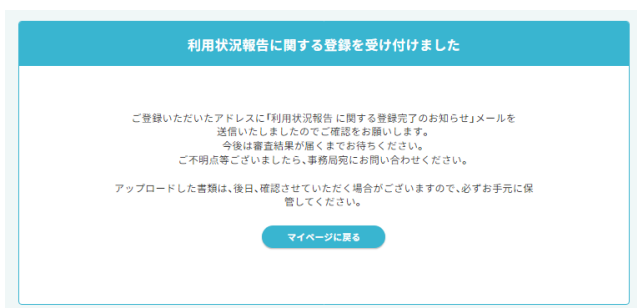 利用状況報告に関する登録を受け付けました
ご登録いただいたアドレスに「利用状況報告 に関する登録完了のお知らせ」メールを
送信いたしましたのでご確認をお願いします。
今後は審査結果が届くまでお待ちください。
ご不明点等ございましたら、事務局宛にお問い合わせください。
アップロードした書類は、後日、確認させていただく場合がございますので、必ずお手元に保
管してください。
マイページに戻る